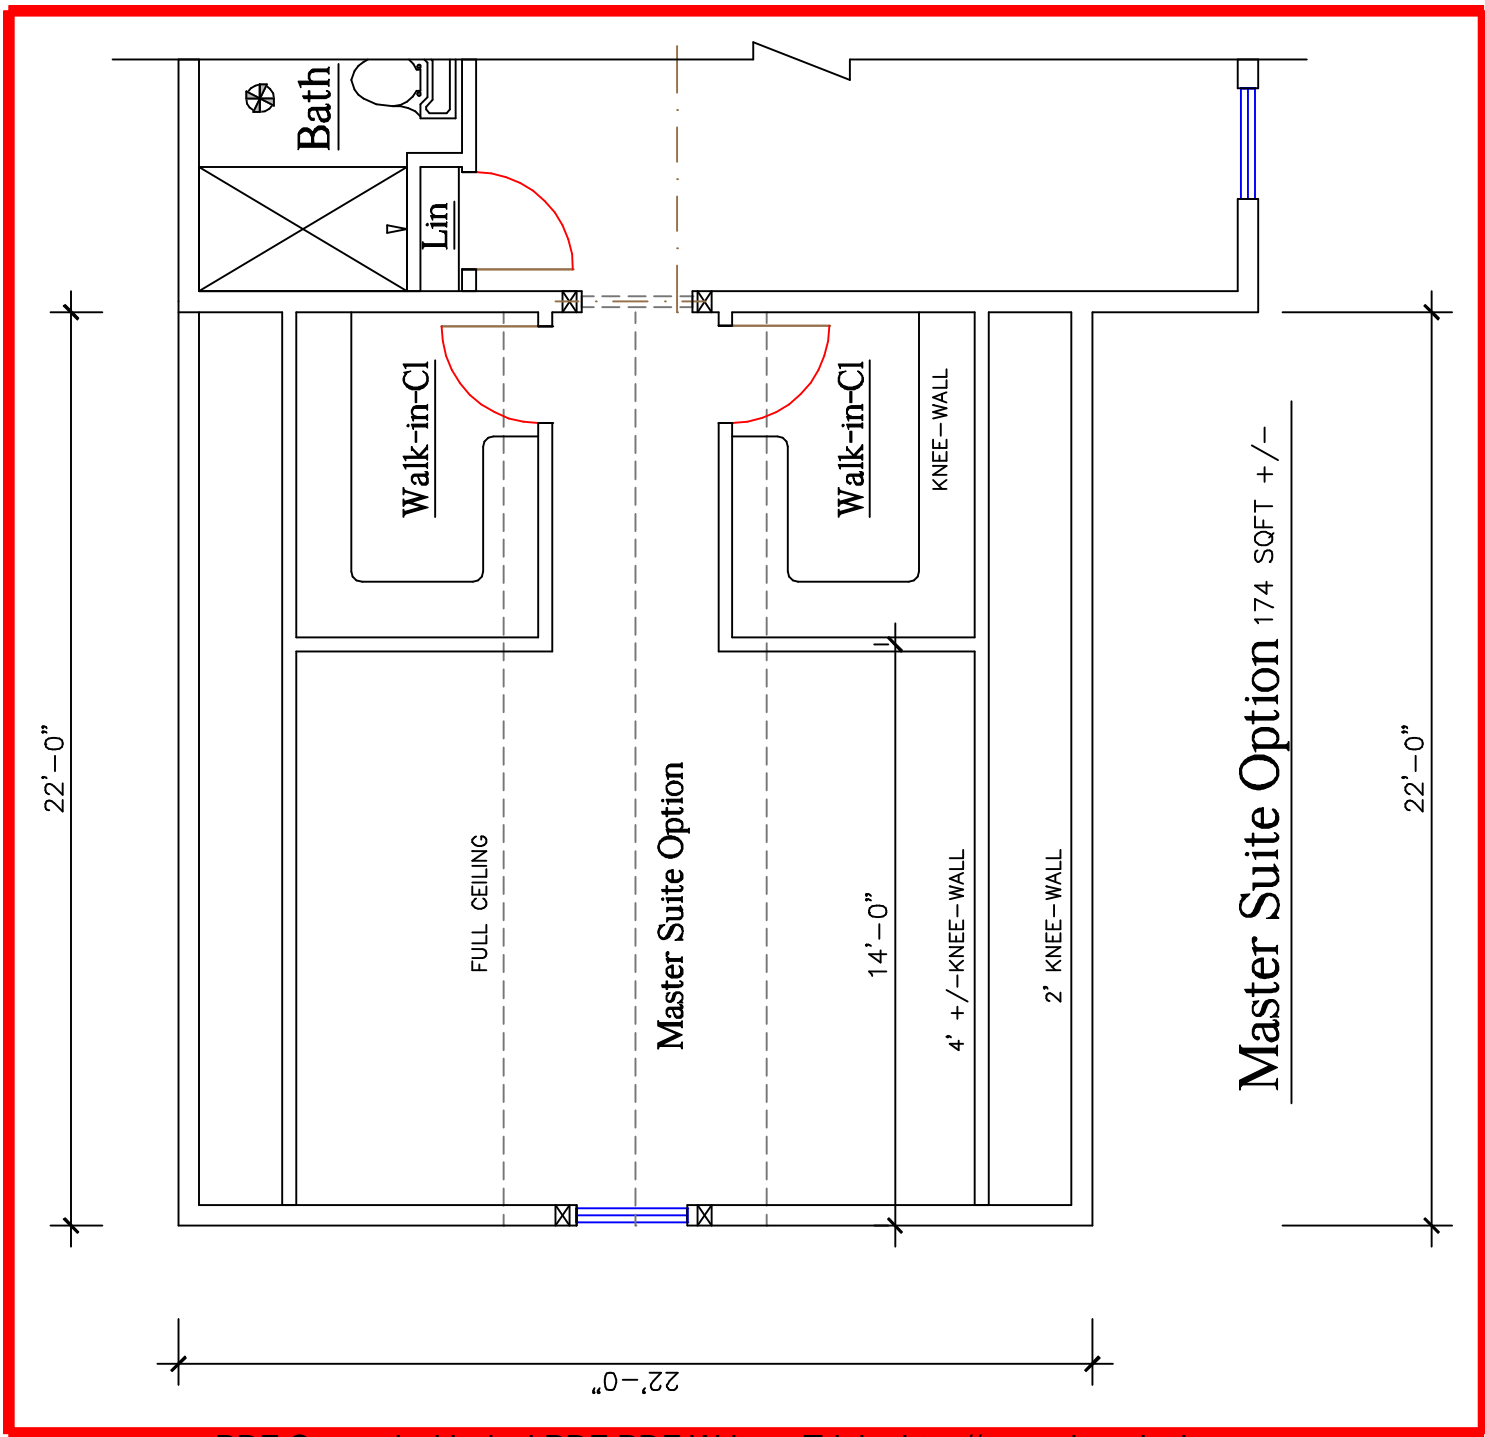 Bath
Lin
Walk-in-Cl
Walk-in-Cl
KNEE-WALL
22'-0"
FULL CEILING
Master Suite Option
14'-0"
4' +/-KNEE-WALL
2' KNEE-WALL
Master Suite Option 174 SQFT +/-
22'-0"
22'-0"